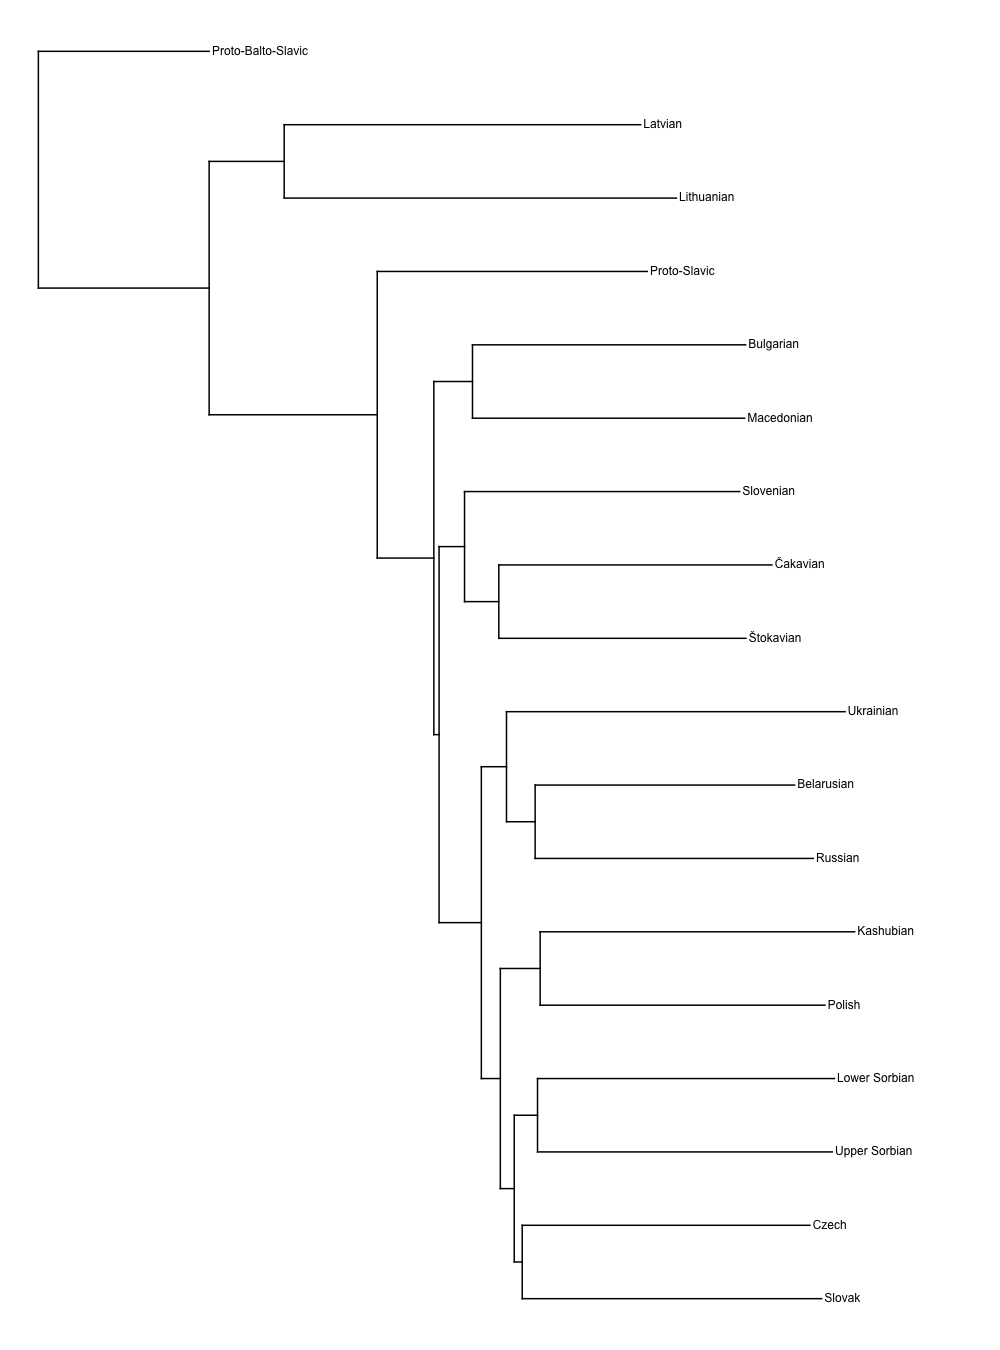 Proto-Balto-Slavic
Latvian
Lithuanian
Proto-Slavic
Bulgarian
Macedonian
Slovenian
Čakavian
Štokavian
Ukrainian
Belarusian
Russian
Kashubian
Polish
Lower Sorbian
Upper Sorbian
Czech
Slovak